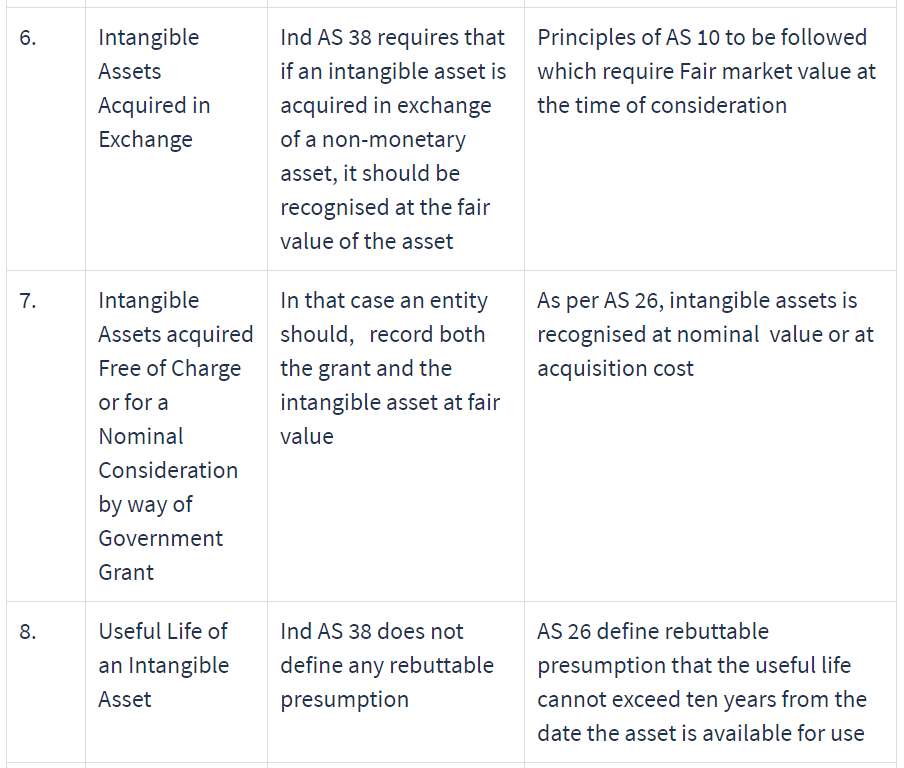 6.
Intangible
Assets
Acquired in
Exchange
Ind AS 38 requires that
if an intangible asset is
acquired in exchange
of a non-monetary
asset, it should be
recognised at the fair
value of the asset
Principles of AS 10 to be followed
which require Fair market value at
the time of consideration
7.
Intangible
Assets acquired
Free of Charge
or for a
Nominal
Consideration
by way of
Government
Grant
In that case an entity
should,  record both
the grant and the
intangible asset at fair
value
As per AS 26, intangible assets is
recognised at nominal  value or at
acquisition cost
8.
Useful Life of
an Intangible
Asset
Ind AS 38 does not
define any rebuttable
presumption
AS 26 define rebuttable
presumption that the useful life
cannot exceed ten years from the
date the asset is available for use